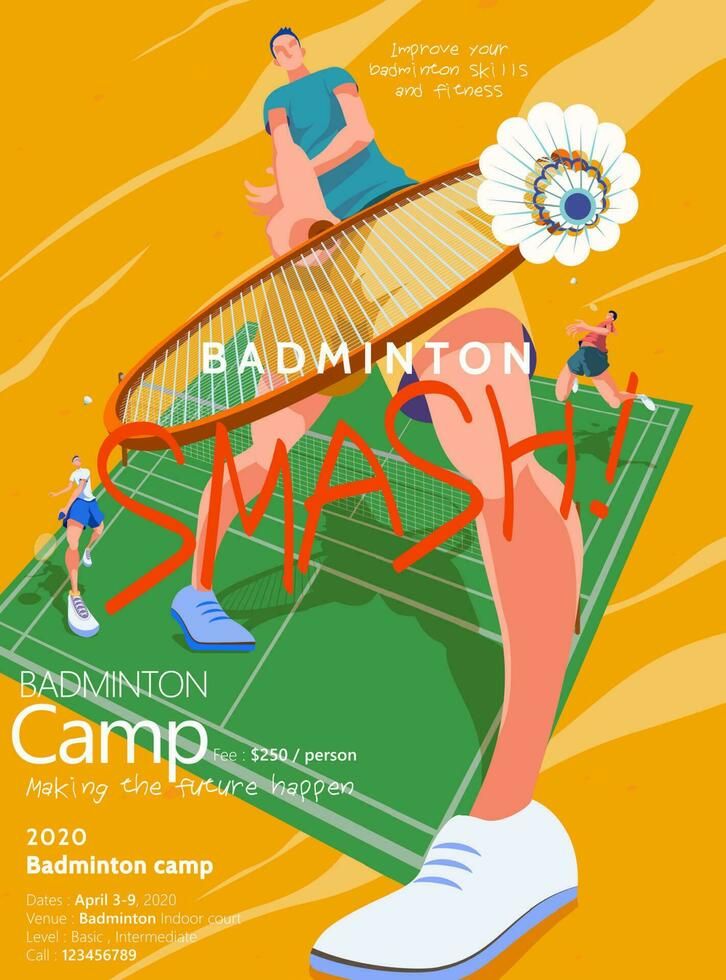 Improve your
badminton skills
and fitness
BADMINTON
SMASH!
BADMINTON
Camp
Fee : $250 / person
Making the future happen
2020
Badminton camp
Dates : April 3-9, 2020
Venue : Badminton Indoor court
Level : Basic , Intermediate
Call : 123456789